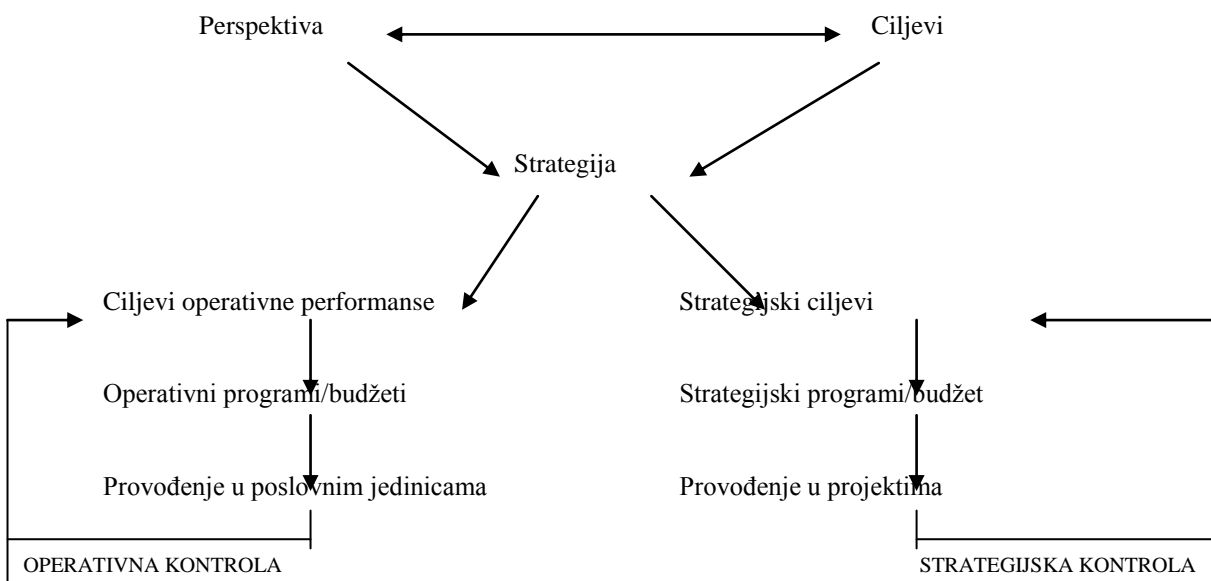 Perspektiva
Ciljevi
Strategija
Ciljevi operativne performanse
Strategijski ciljevi
Operativni programi/budžeti
Strategijski programi/budžet
Provođenje u poslovnim jedinicama
Provođenje u projektima
OPERATIVNA KONTROLA
STRATEGIJSKA KONTROLA